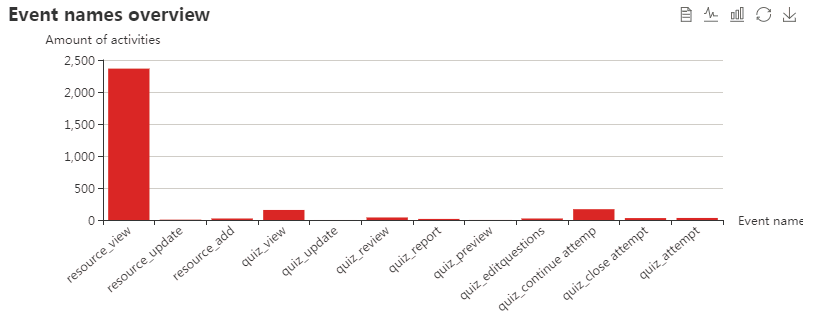 Event names overview
Amount of activities
2,500
2,000
1,500
1,000
500
0
Event name
resource_view
resource_update
resource_add
quiz_view
quiz_update
quiz_review
quiz_report
quiz_preview
quiz_editquestions
quiz_continue attemp
quiz_close attempt
quiz_attempt